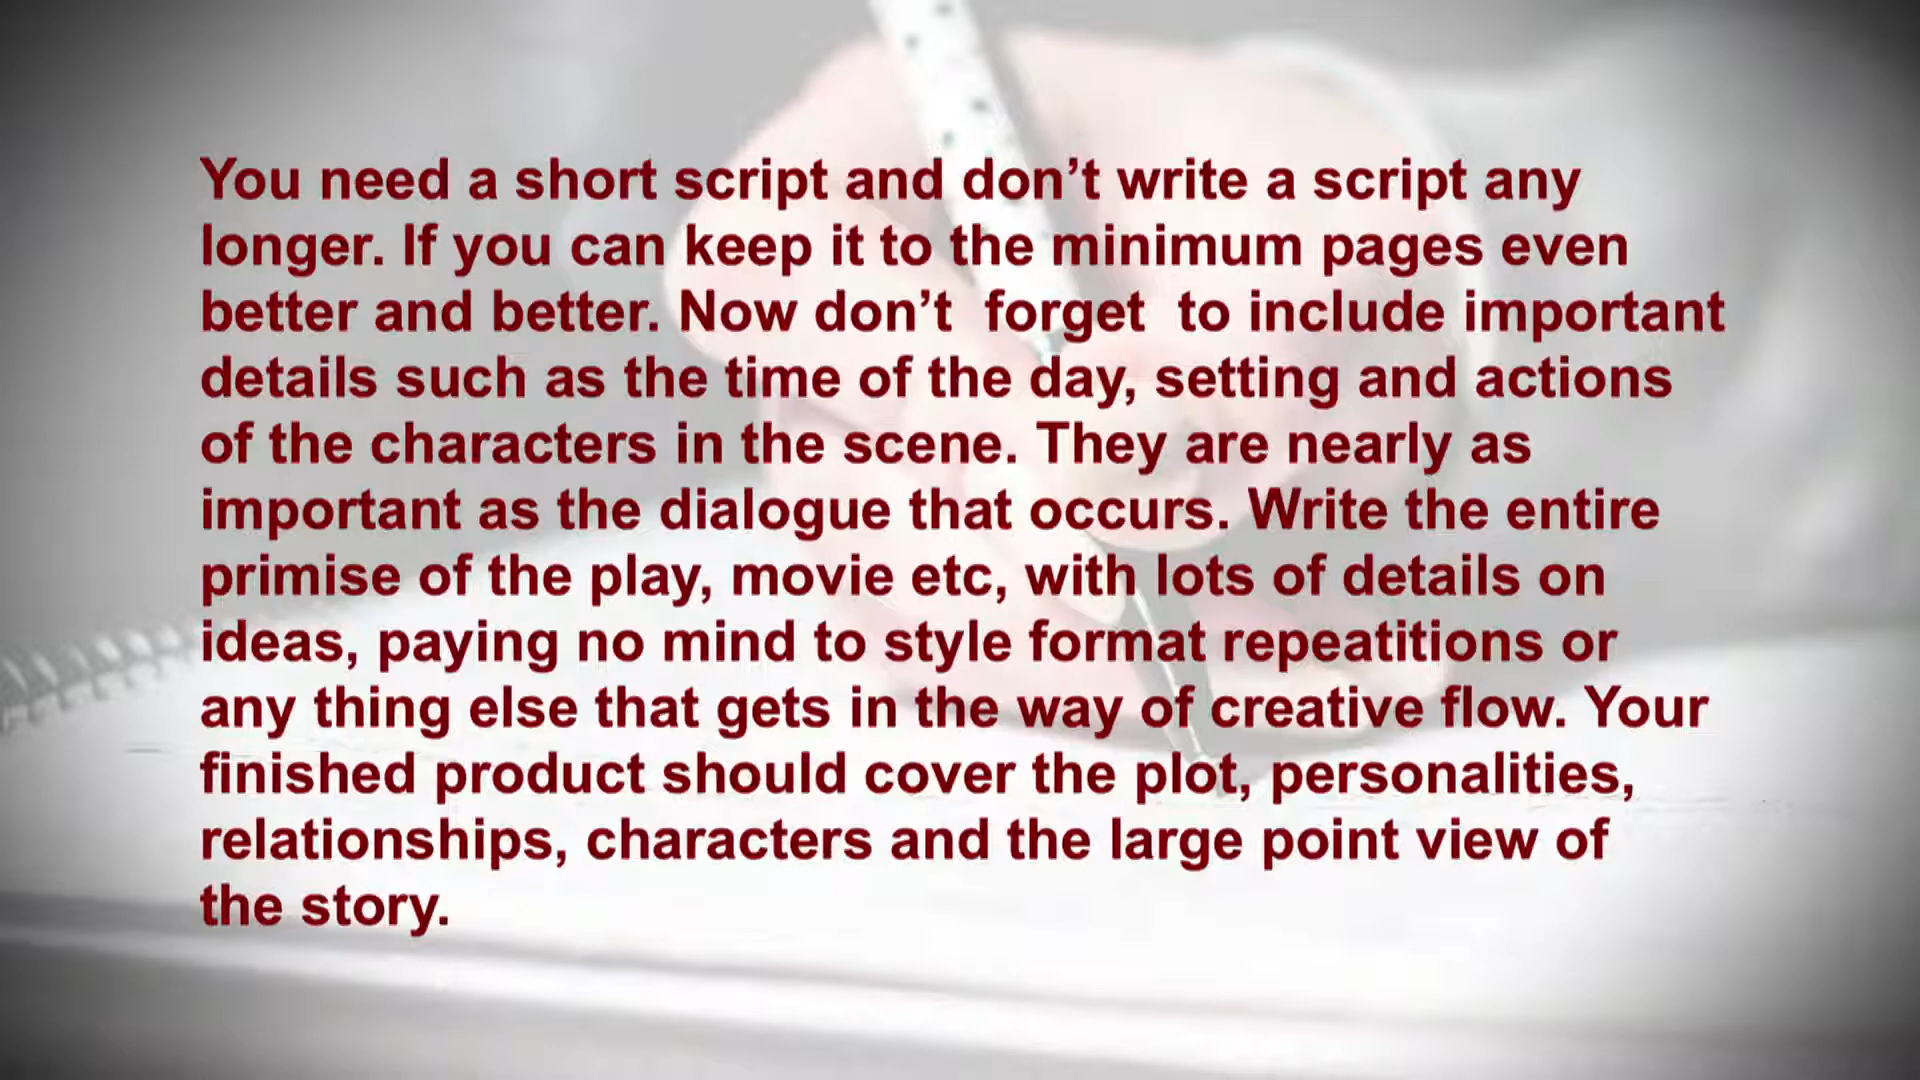 You need a short script and don’t write a script any
longer. If you can keep it to the minimum pages even
better and better. Now don’t  forget  to include important
details such as the time of the day, setting and actions
of the characters in the scene. They are nearly as
important as the dialogue that occurs. Write the entire
primise of the play, movie etc, with lots of details on
ideas, paying no mind to style format repeatitions or
any thing else that gets in the way of creative flow. Your
finished product should cover the plot, personalities,
relationships, characters and the large point view of
the story.